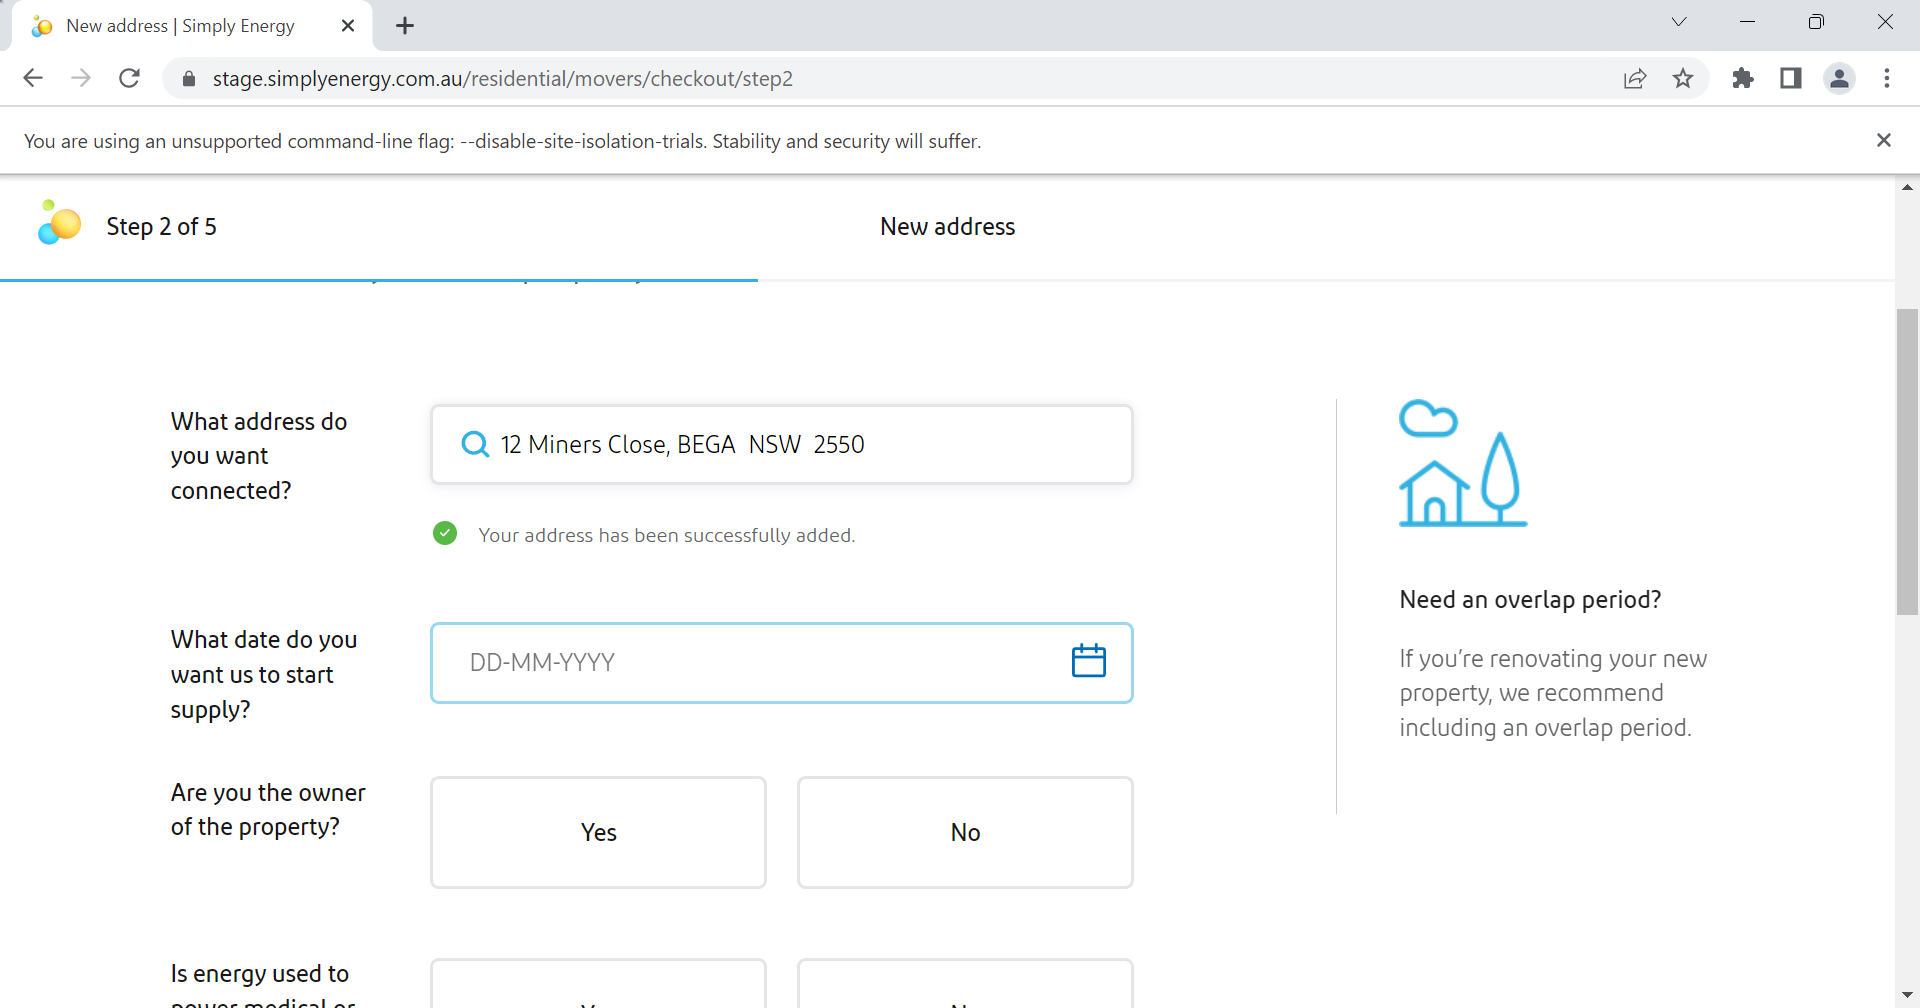 New address | Simply Energy
stage.simplyenergy.com.au/residential/movers/checkout/step2
You are using an unsupported command-line flag: --disable-site-isolation-trials. Stability and security will suffer.
Step 2 of 5
New address
What address do
you want
connected?
12 Miners Close, BEGA  NSW  2550
Your address has been successfully added.
What date do you
want us to start
supply?
DD-MM-YYYY
Are you the owner
of the property?
Yes
No
Need an overlap period?
If you’re renovating your new
property, we recommend
including an overlap period.
Is energy used to
power medical or